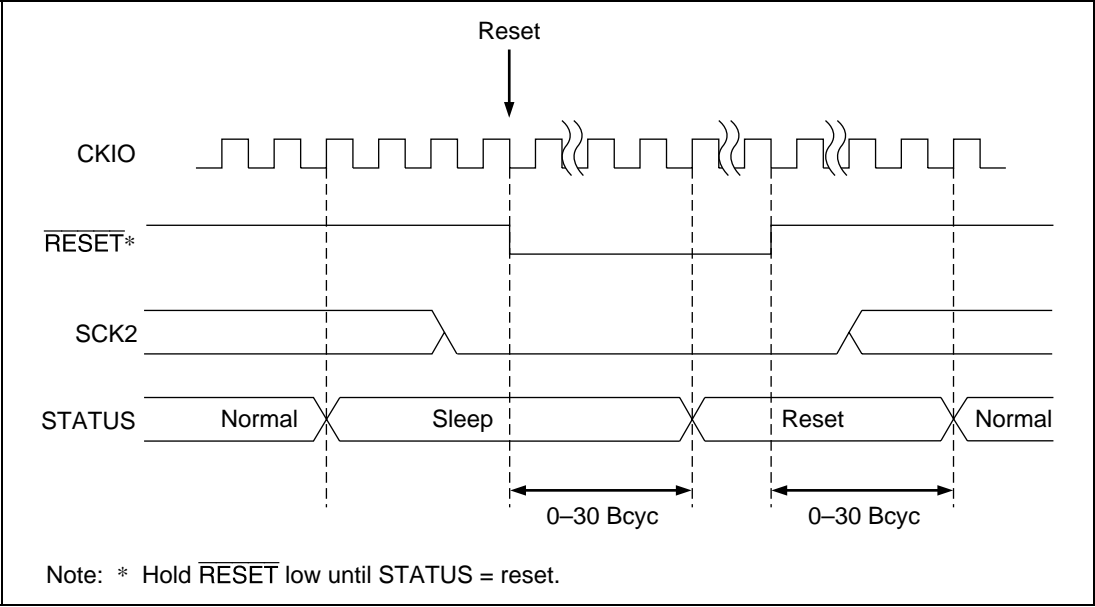 Reset
CKIO
RESET*
SCK2
STATUS Normal Sleep Reset Normal
0–30 Bcyc 0–30 Bcyc
Note: * Hold RESET low until STATUS = reset.